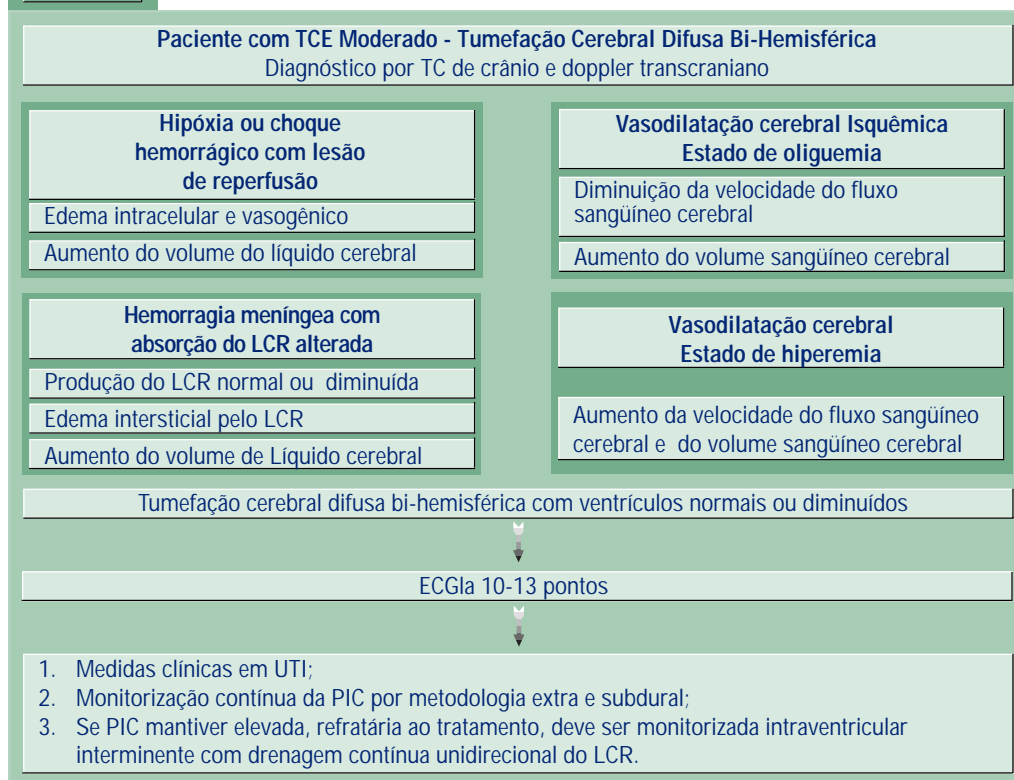 Paciente com TCE Moderado - Tumefação Cerebral Difusa Bi-Hemisférica
Diagnóstico por TC de crânio e doppler transcraniano
Hipóxia ou choque
hemorrágico com lesão
de reperfusão
Edema intracelular e vasogênico
Aumento do volume do líquido cerebral
Vasodilatação cerebral Isquêmica
Estado de oliguemia
Diminuição da velocidade do fluxo
sangüíneo cerebral
Aumento do volume sangüíneo cerebral
Hemorragia meníngea com
absorção do LCR alterada
Produção do LCR normal ou diminuída
Edema intersticial pelo LCR
Aumento do volume de Líquido cerebral
Vasodilatação cerebral
Estado de hiperemia
Aumento da velocidade do fluxo sangüíneo
cerebral e do volume sangüíneo cerebral
Tumefação cerebral difusa bi-hemisférica com ventrículos normais ou diminuídos
ECGla 10-13 pontos
1. Medidas clínicas em UTI;
2. Monitorização contínua da PIC por metodologia extra e subdural;
3. Se PIC mantiver elevada, refratária ao tratamento, deve ser monitorizada intraventricular
interminente com drenagem contínua unidirecional do LCR.